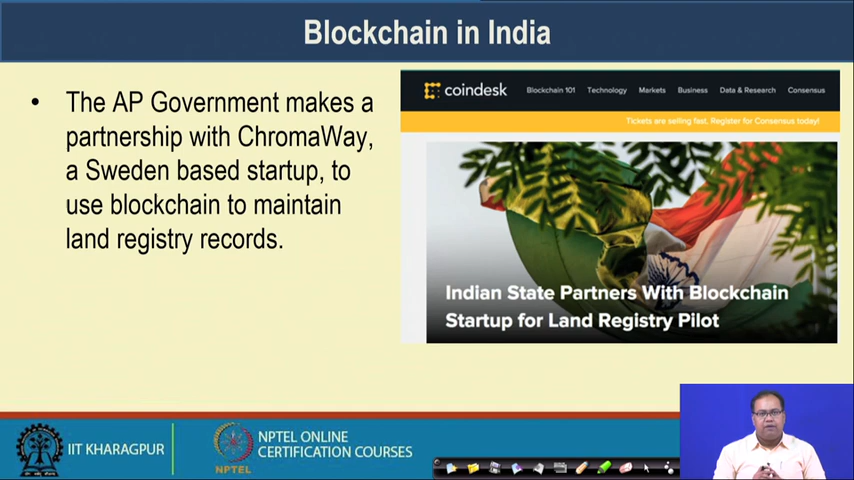 Blockchain in India
• The AP Government makes a
partnership with ChromaWay,
a Sweden based startup, to
use blockchain to maintain
land registry records.
coindesk Blockchain 101 Technology Markets Business Data & Research Consensus
Tickets are selling fast. Register for Consensus today!
Indian State Partners With Blockchain
Startup for Land Registry Pilot
IIT KHARAGPUR
NPTEL
NPTEL ONLINE
CERTIFICATION COURSES